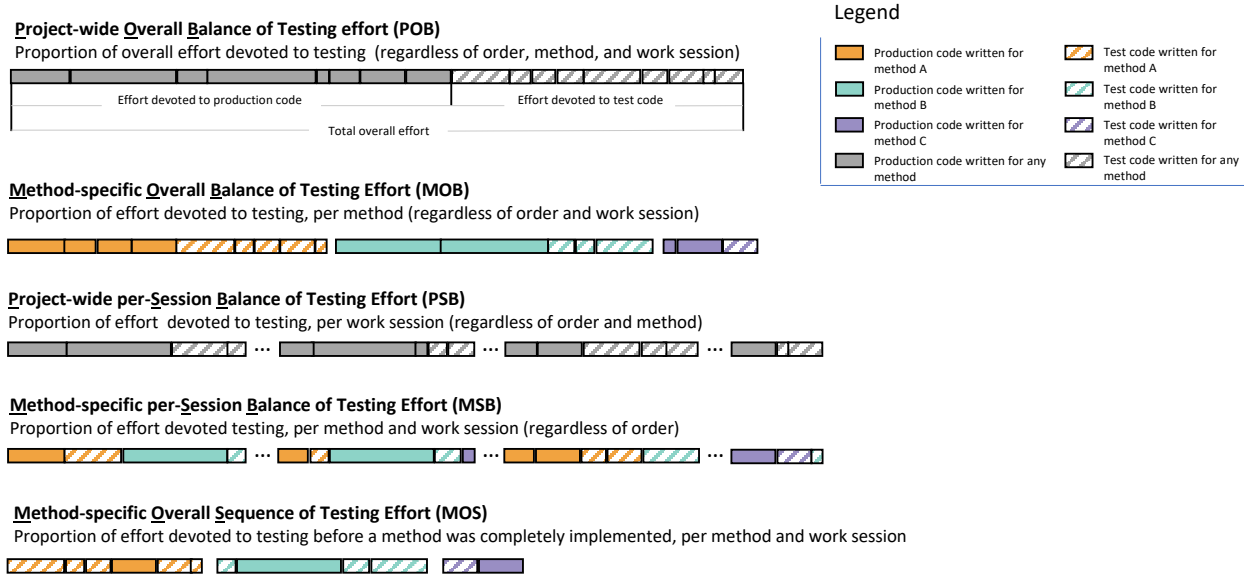 Project-wide Overall Balance of Testing effort (POB)
Proportion of overall effort devoted to testing (regardless of order, method, and work session)
Effort devoted to production code
Effort devoted to test code
Total overall effort
Legend
Production code written for
method A
Test code written for
method A
Production code written for
method B
Test code written for
method B
Production code written for
method C
Test code written for
method C
Production code written for any
method
Test code written for any
method
Method-specific Overall Balance of Testing Effort (MOB)
Proportion of effort devoted to testing, per method (regardless of order and work session)
Project-wide per-Session Balance of Testing Effort (PSB)
Proportion of effort devoted to testing, per work session (regardless of order and method)
... ... ...
Method-specific per-Session Balance of Testing Effort (MSB)
Proportion of effort devoted testing, per method and work session (regardless of order)
... ... ...
Method-specific Overall Sequence of Testing Effort (MOS)
Proportion of effort devoted to testing before a method was completely implemented, per method and work session